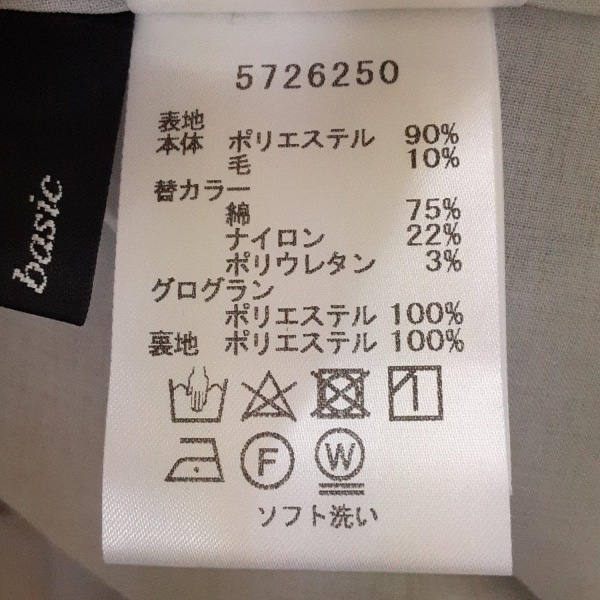 basic
5726250
表地
本体 ポリエステル 90%
毛 10%
替カラー
綿 75%
ナイロン 22%
ポリウレタン 3%
グログラン
ポリエステル 100%
裏地 ポリエステル 100%
F W
ソフト洗い